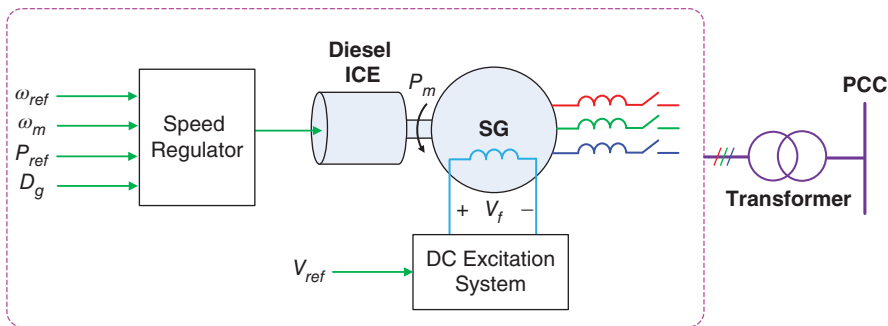 Diesel
ICE
P_m
PCC
ω_ref
ω_m
P_ref
D_g
Speed
Regulator
SG
+ V_f −
Transformer
V_ref
DC Excitation
System